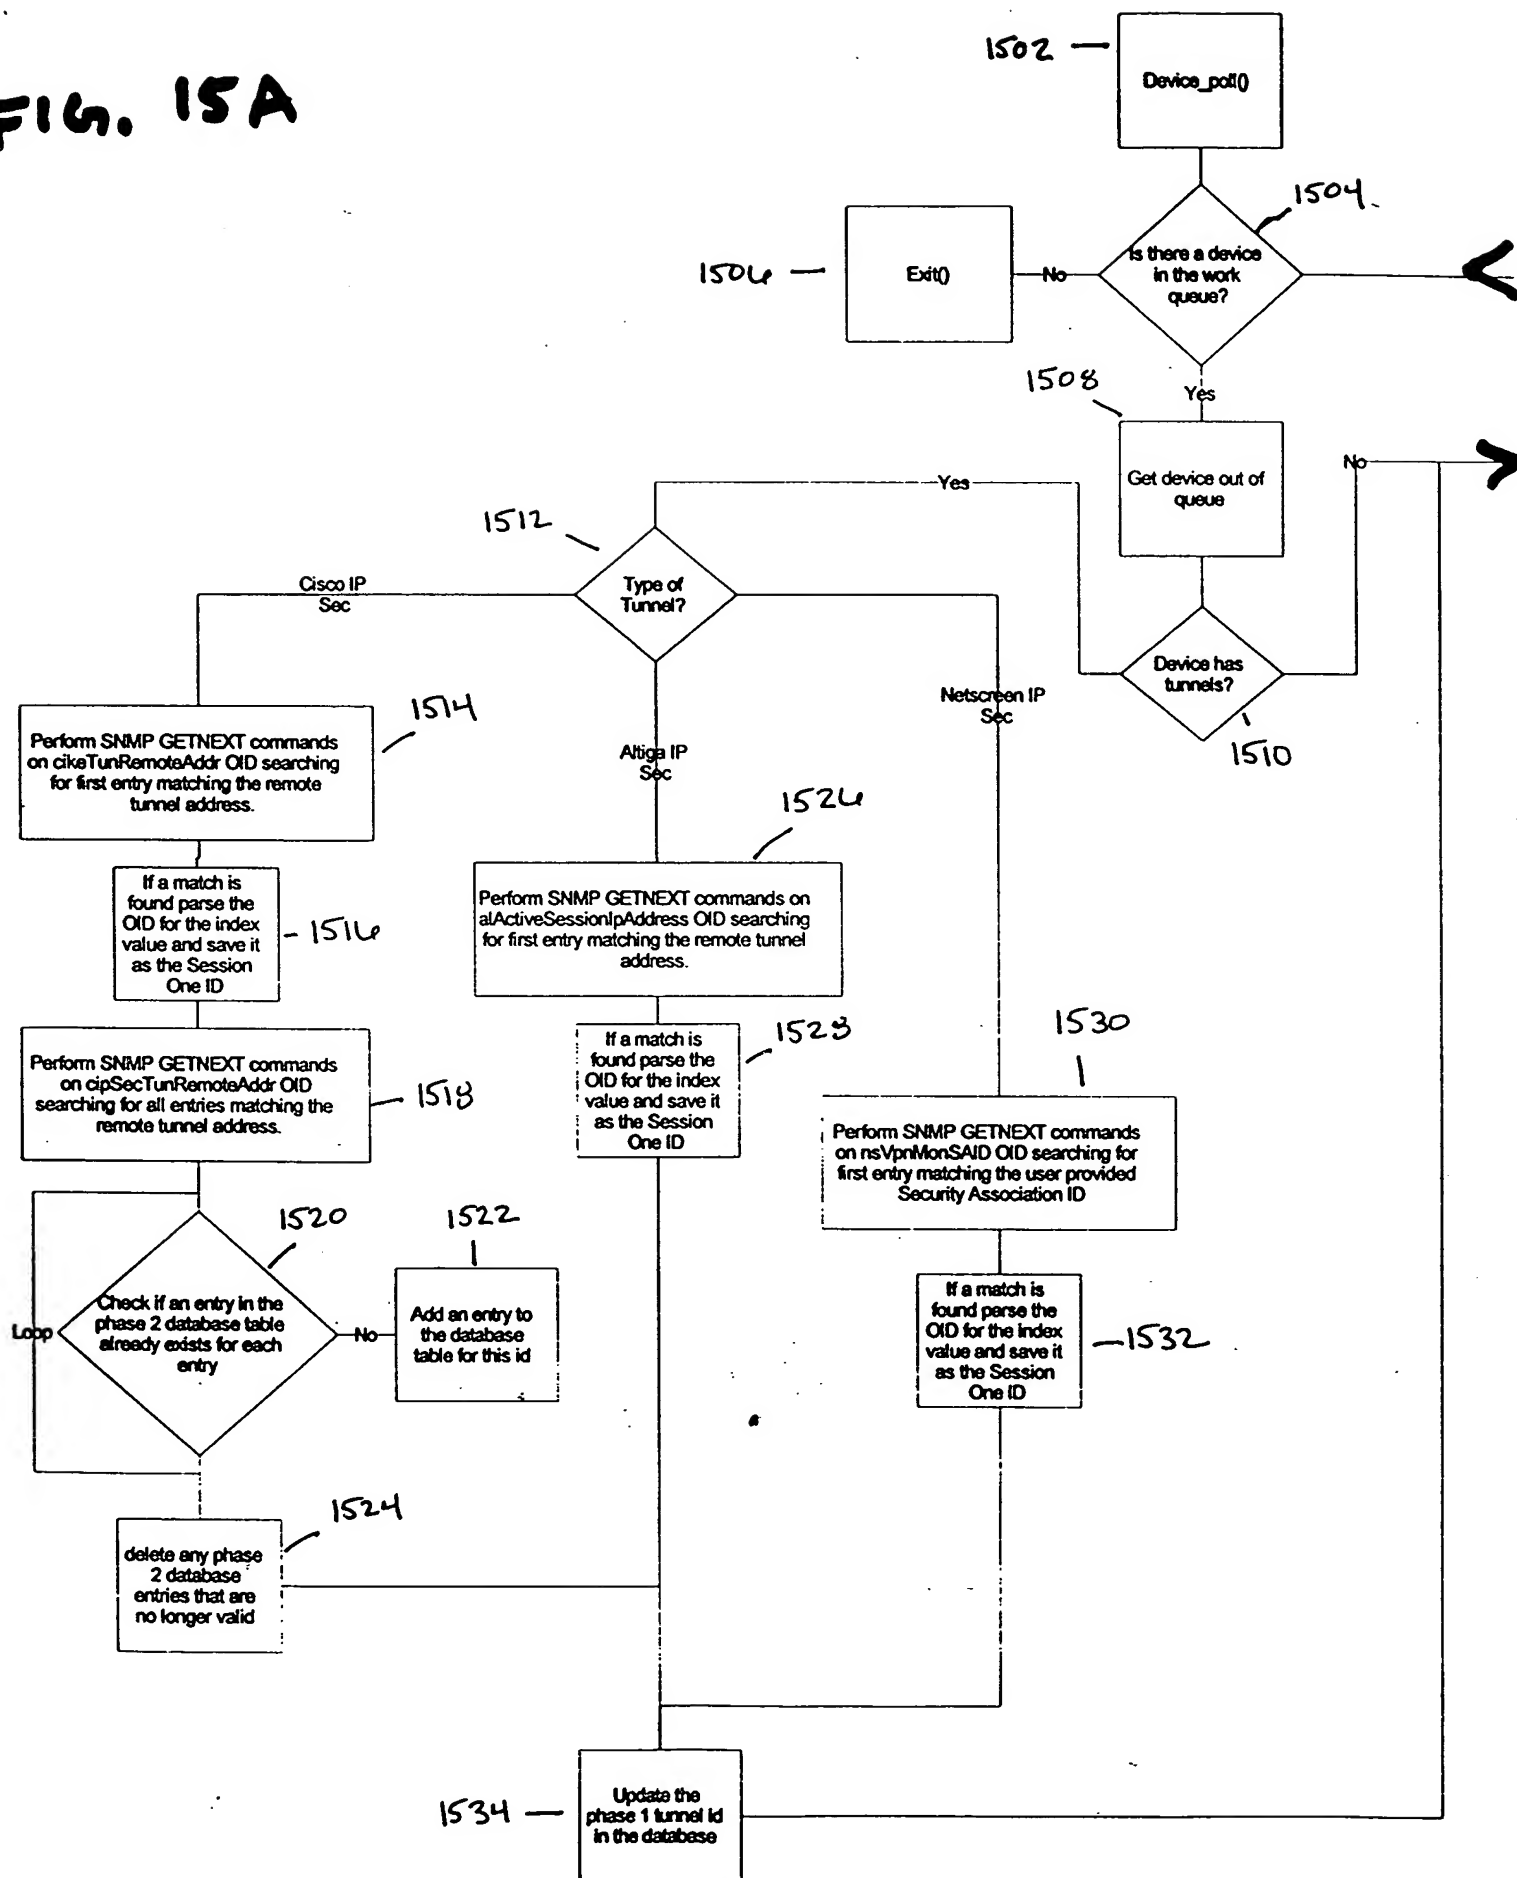 FIG. 15A
1502
Device_poll()
1504
Is there a device
in the work
queue?
1506
Exit()
No
Yes
1508
Get device out of
queue
No
Yes
1510
Device has
tunnels?
1512
Type of
Tunnel?
Cisco IP
Sec
Altiga IP
Sec
Netscreen IP
Sec
1514
Perform SNMP GETNEXT commands
on cikeTunRemoteAddr OID searching
for first entry matching the remote
tunnel address.
1516
If a match is
found parse the
OID for the index
value and save it
as the Session
One ID
1518
Perform SNMP GETNEXT commands
on cipSecTunRemoteAddr OID
searching for all entries matching the
remote tunnel address.
1520
Check if an entry in the
phase 2 database table
already exists for each
entry
Loop
No
1522
Add an entry to
the database
table for this id
1524
delete any phase
2 database
entries that are
no longer valid
1526
Perform SNMP GETNEXT commands on
alActiveSessionIpAddress OID searching
for first entry matching the remote tunnel
address.
1528
If a match is
found parse the
OID for the index
value and save it
as the Session
One ID
1530
Perform SNMP GETNEXT commands
on nsVpnMonSAID OID searching for
first entry matching the user provided
Security Association ID
1532
If a match is
found parse the
OID for the index
value and save it
as the Session
One ID
1534
Update the
phase 1 tunnel id
in the database